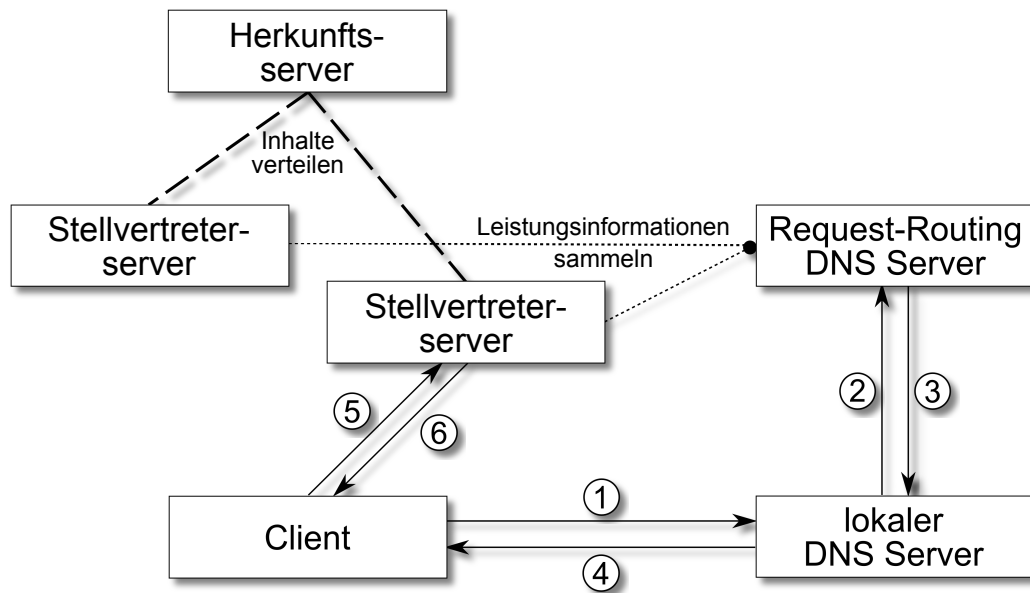 Herkunfts-
server
Inhalte
verteilen
Stellvertreter-
server
Leistungsinformationen
sammeln
Request-Routing
DNS Server
Stellvertreter-
server
5
6
2
3
Client
1
4
lokaler
DNS Server